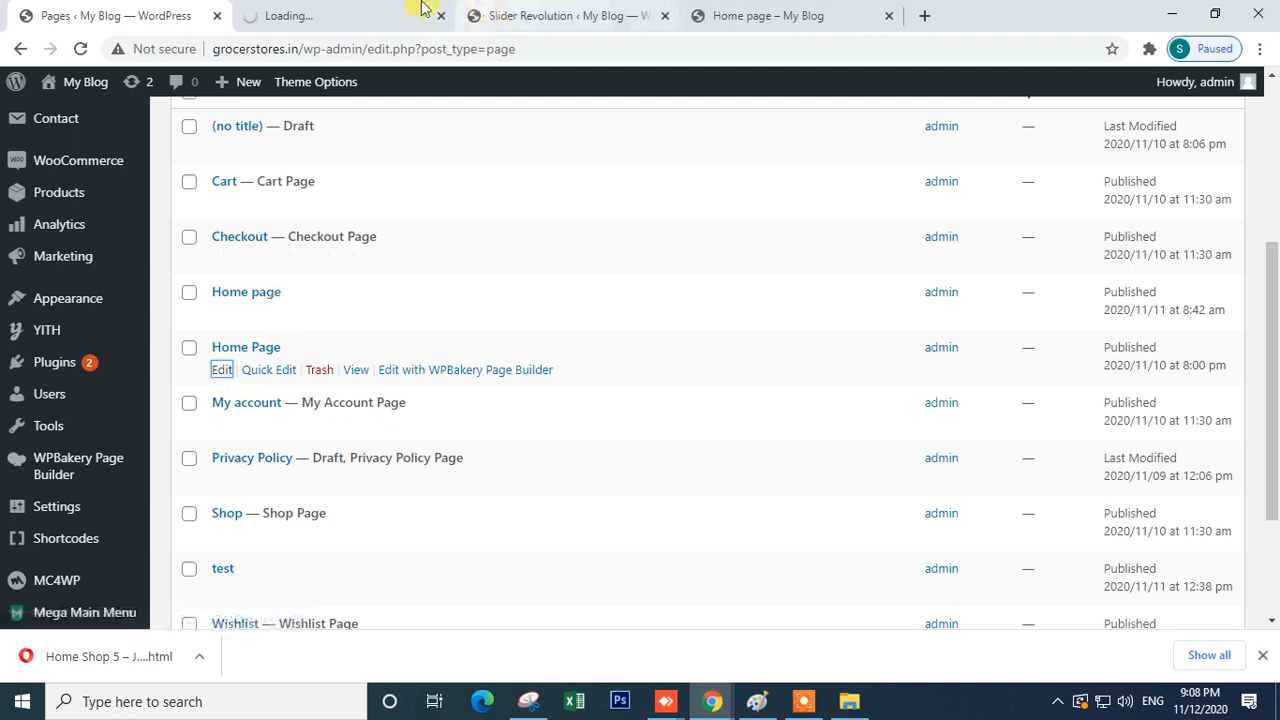 Pages ‹ My Blog — WordPress
Loading...
Slider Revolution ‹ My Blog — W
Home page – My Blog
Not secure
grocerstores.in/wp-admin/edit.php?post_type=page
S
Paused
My Blog
2
0
New
Theme Options
Howdy, admin
Contact
WooCommerce
Products
Analytics
Marketing
Appearance
YITH
Plugins 2
Users
Tools
WPBakery Page
Builder
Settings
Shortcodes
MC4WP
Mega Main Menu
(no title) — Draft
admin
—
Last Modified
2020/11/10 at 8:06 pm
Cart — Cart Page
admin
—
Published
2020/11/10 at 11:30 am
Checkout — Checkout Page
admin
—
Published
2020/11/10 at 11:30 am
Home page
admin
—
Published
2020/11/11 at 8:42 am
Home Page
admin
—
Published
2020/11/10 at 8:00 pm
Edit | Quick Edit | Trash | View | Edit with WPBakery Page Builder
My account — My Account Page
admin
—
Published
2020/11/10 at 11:30 am
Privacy Policy — Draft, Privacy Policy Page
admin
—
Last Modified
2020/11/09 at 12:06 pm
Shop — Shop Page
admin
—
Published
2020/11/10 at 11:30 am
test
admin
—
Published
2020/11/11 at 12:38 pm
Wishlist — Wishlist Page
admin
—
Published
Home Shop 5 – J....html
Show all
Type here to search
Ps
ENG
9:08 PM
11/12/2020